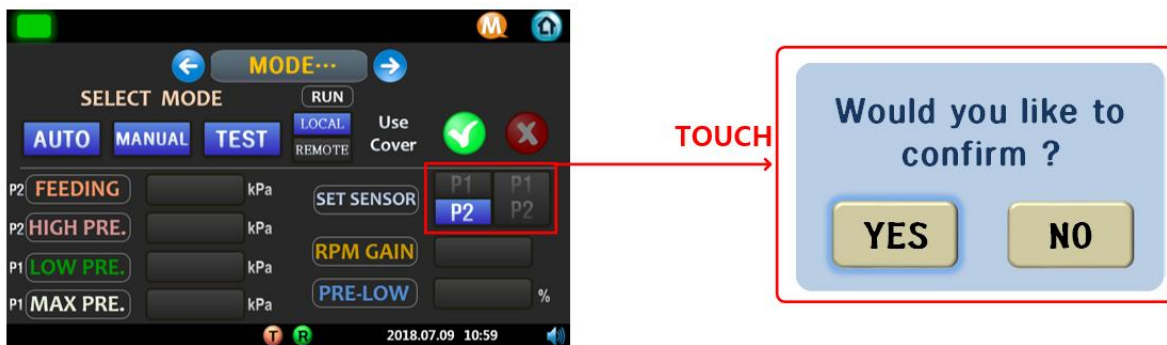 M
MODE...
SELECT MODE
RUN
AUTO
MANUAL
TEST
LOCAL
REMOTE
Use
Cover
P2 FEEDING kPa
P2 HIGH PRE. kPa
P1 LOW PRE. kPa
P1 MAX PRE. kPa
SET SENSOR
P1
P2
P1
P2
RPM GAIN
PRE-LOW %
T R 2018.07.09 10:59
TOUCH
Would you like to
confirm ?
YES NO